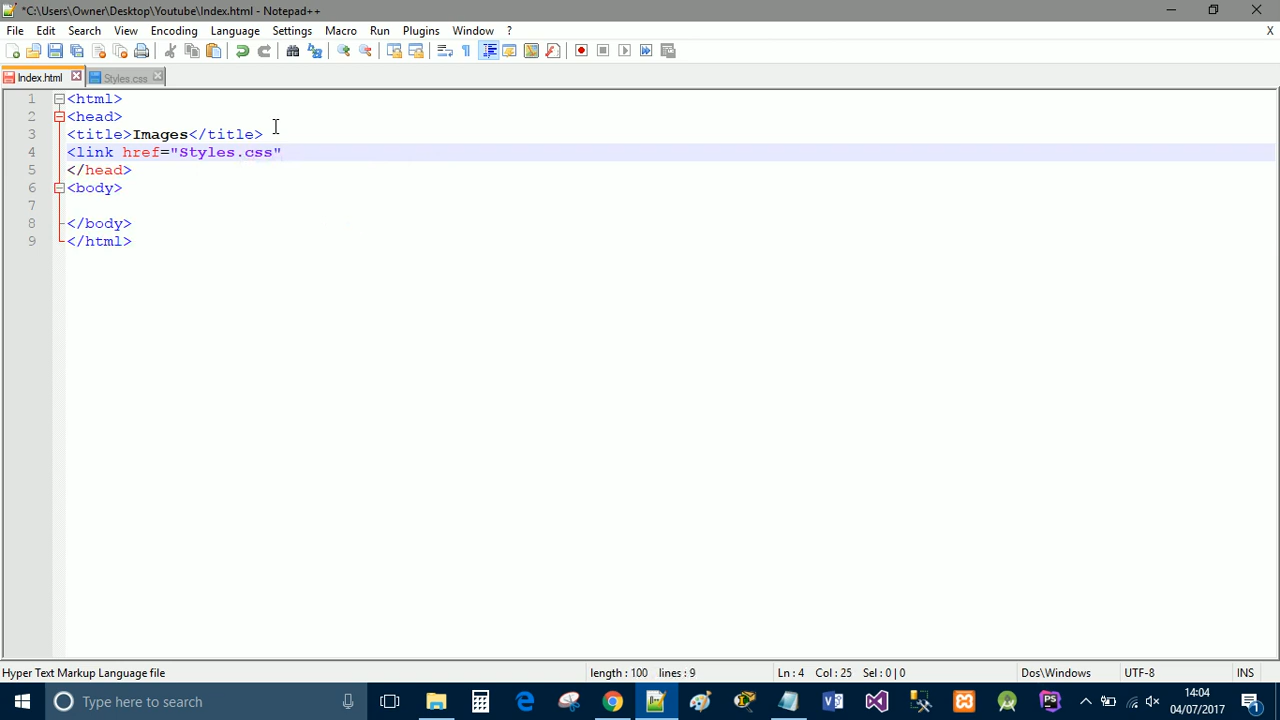 *C:\Users\Owner\Desktop\Youtube\Index.html - Notepad++
File Edit Search View Encoding Language Settings Macro Run Plugins Window ? X
Index.html Styles.css
1 <html>
2 <head>
3 <title>Images</title>
4 <link href="Styles.css"
5 </head>
6 <body>
7
8 </body>
9 </html>
Hyper Text Markup Language file length : 100 lines : 9 Ln : 4 Col : 25 Sel : 0 | 0 Dos\Windows UTF-8 INS
Type here to search
14:04
04/07/2017